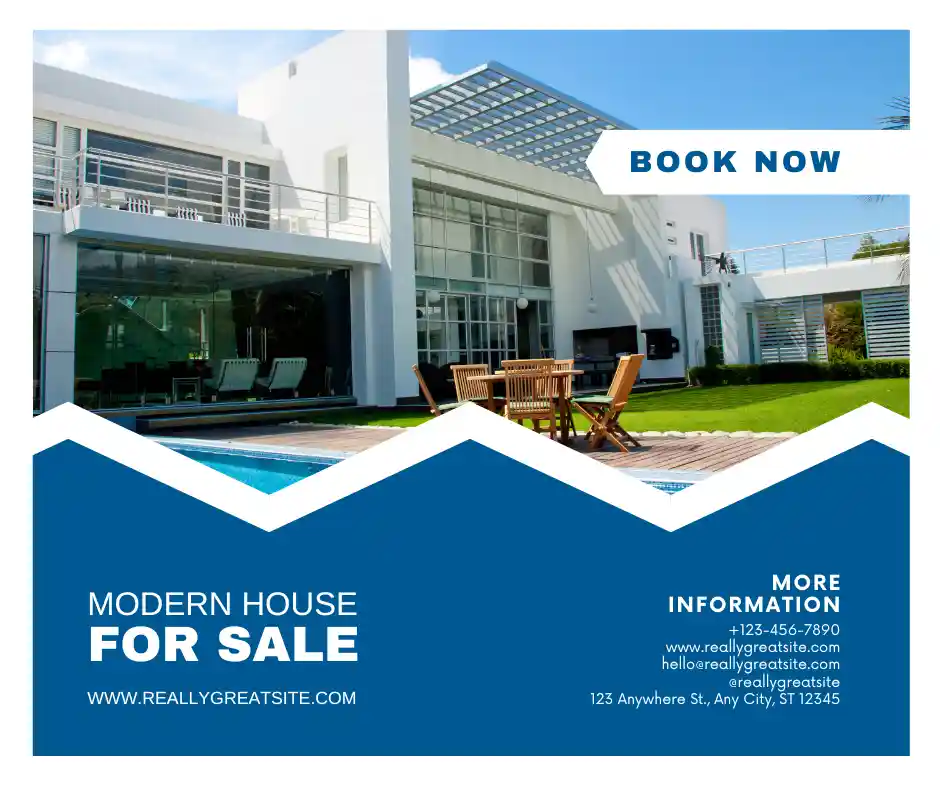 BOOK NOW
MODERN HOUSE
FOR SALE
WWW.REALLYGREATSITE.COM
MORE
INFORMATION
+123-456-7890
www.reallygreatsite.com
hello@reallygreatsite.com
@reallygreatsite
123 Anywhere St., Any City, ST 12345